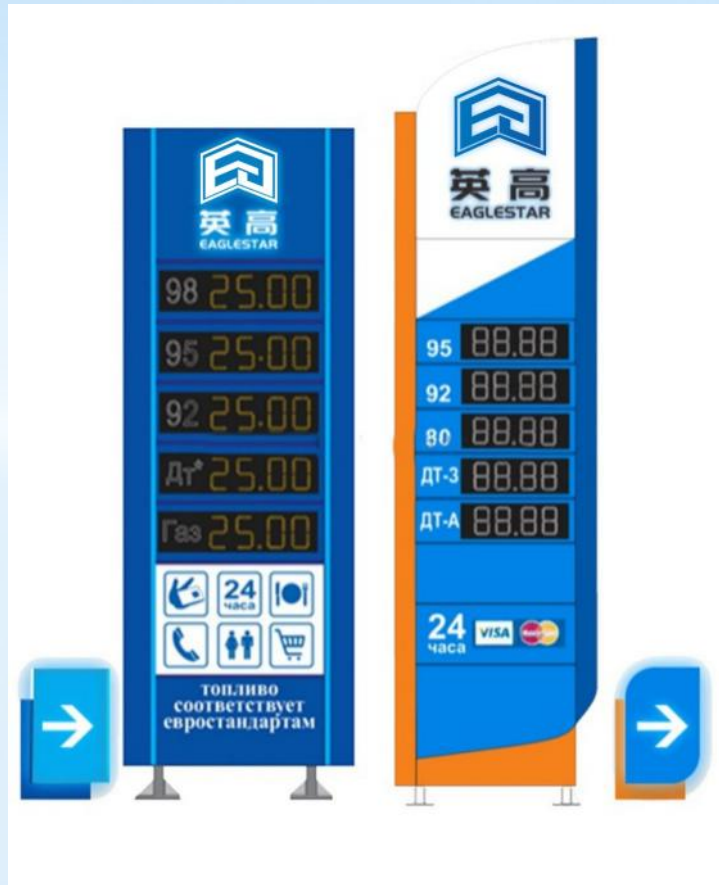 英高
EAGLESTAR
98 25.00
95 25.00
92 25.00
Дт* 25.00
Газ 25.00
24
часа
топливо
соответствует
евростандартам
英高
EAGLESTAR
95 88.88
92 88.88
80 88.88
ДТ-З 88.88
ДТ-А 88.88
24
часа
VISA
MasterCard